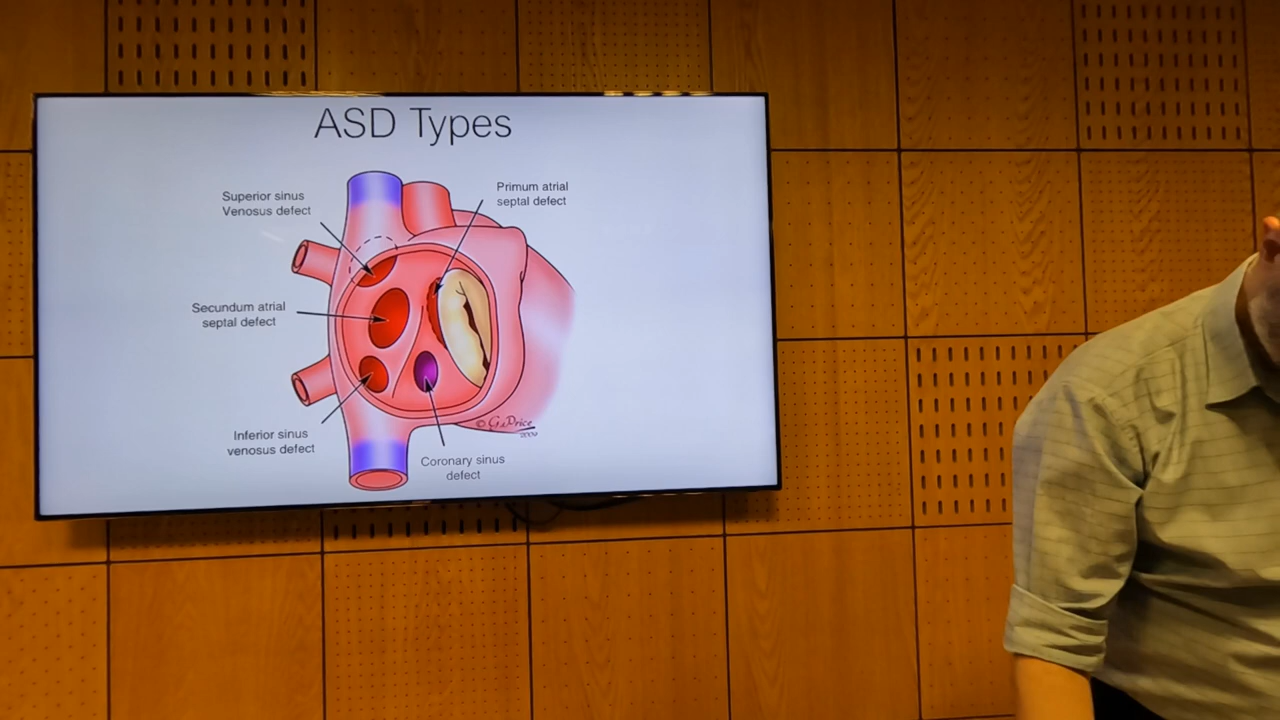 ASD Types
Superior sinus
Venosus defect
Primum atrial
septal defect
Secundum atrial
septal defect
Inferior sinus
venosus defect
Coronary sinus
defect
2009